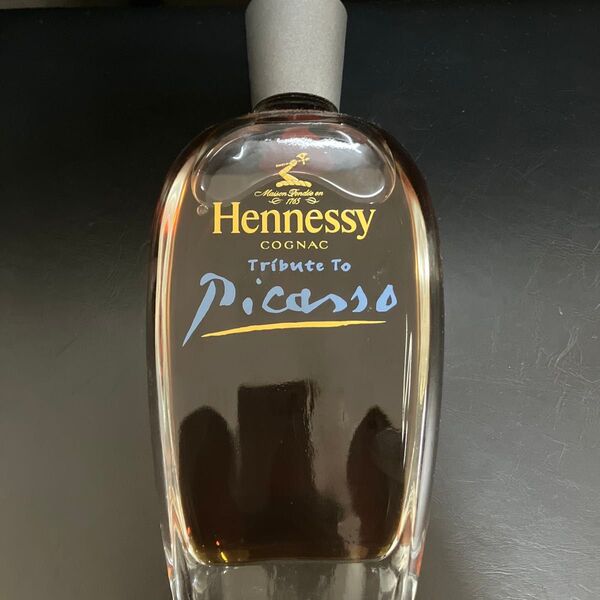 Maison Fondée en
1765
Hennessy
COGNAC
Tribute To
Picasso